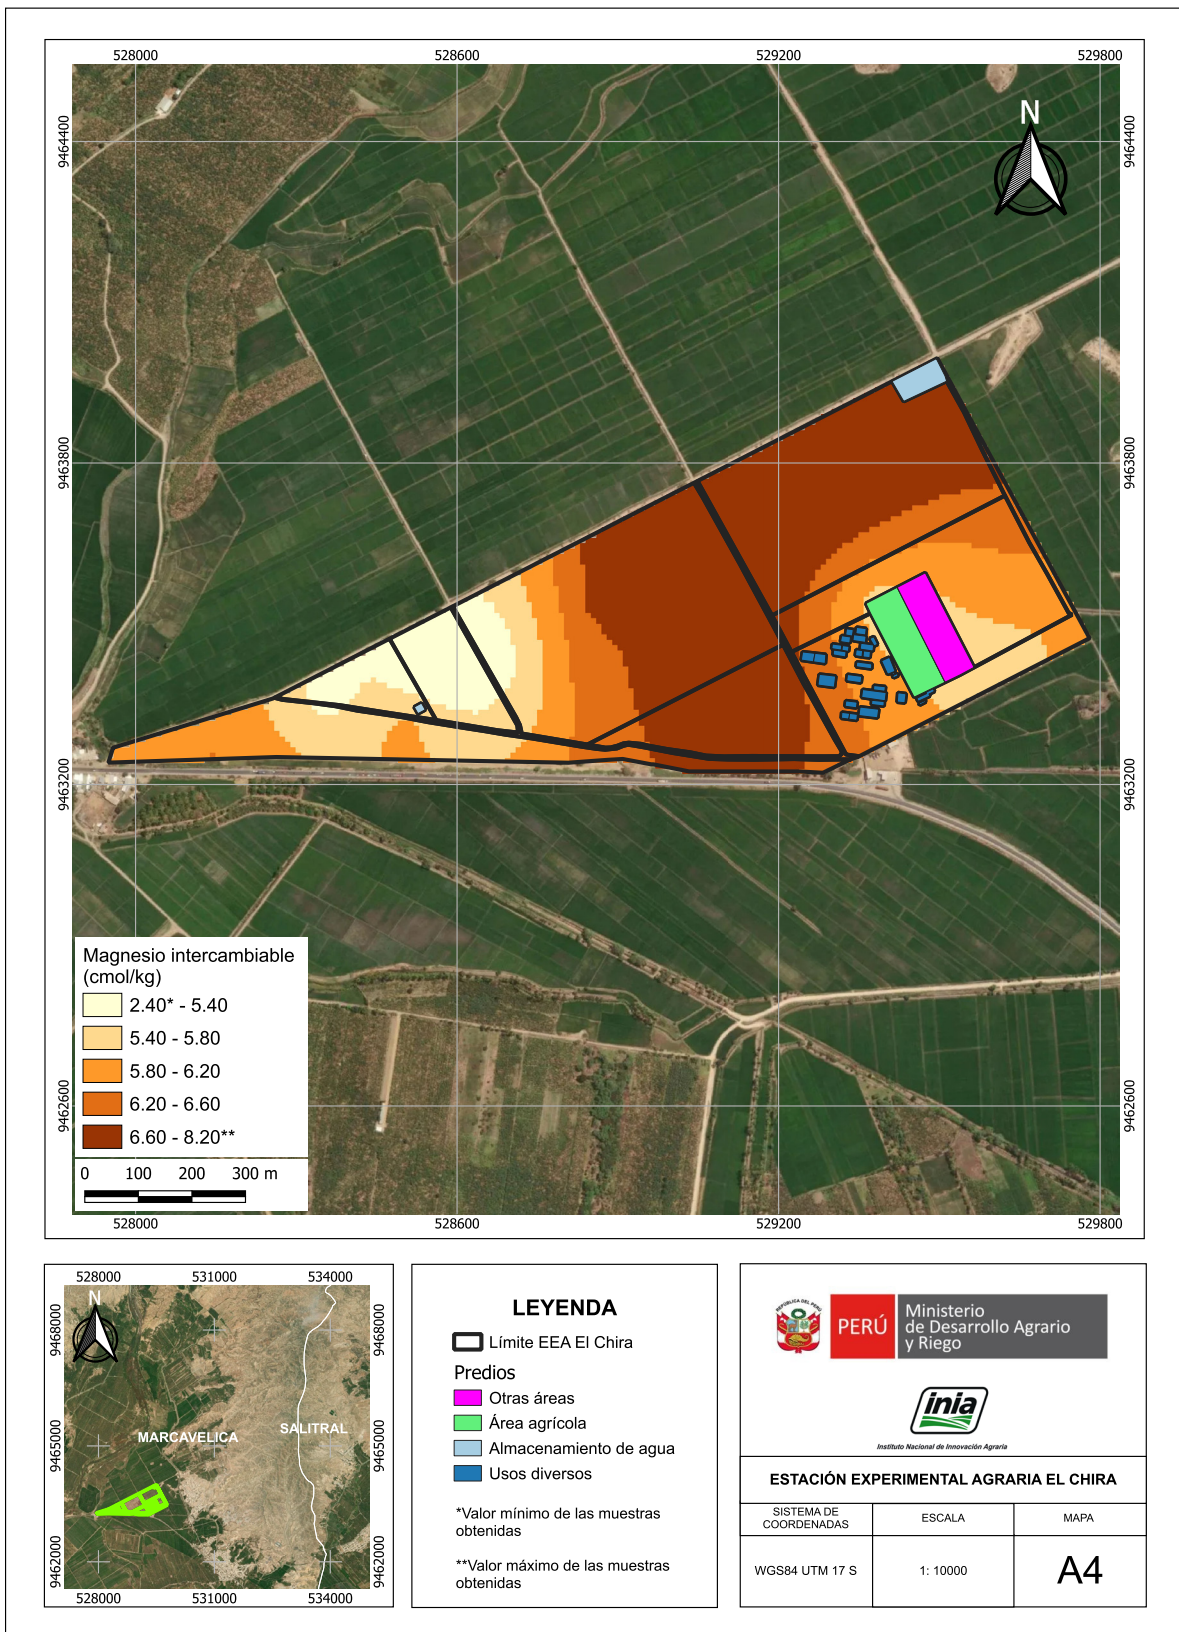 528000 528600 529200 529800
N
9464400 9464400
9463800 9463800
9463200 9463200
9462600 9462600
Magnesio intercambiable
(cmol/kg)
2.40* - 5.40
5.40 - 5.80
5.80 - 6.20
6.20 - 6.60
6.60 - 8.20**
0 100 200 300 m
528000 528600 529200 529800
528000 531000 534000
N
9468000 9468000
MARCAVELICA
SALITRAL
9465000 9465000
9462000 9462000
528000 531000 534000
LEYENDA
Límite EEA El Chira
Predios
Otras áreas
Área agrícola
Almacenamiento de agua
Usos diversos
*Valor mínimo de las muestras
obtenidas
**Valor máximo de las muestras
obtenidas
REPÚBLICA DEL PERÚ
PERÚ
Ministerio
de Desarrollo Agrario
y Riego
inia
Instituto Nacional de Innovación Agraria
ESTACIÓN EXPERIMENTAL AGRARIA EL CHIRA
SISTEMA DE
COORDENADAS
ESCALA
MAPA
WGS84 UTM 17 S
1: 10000
A4